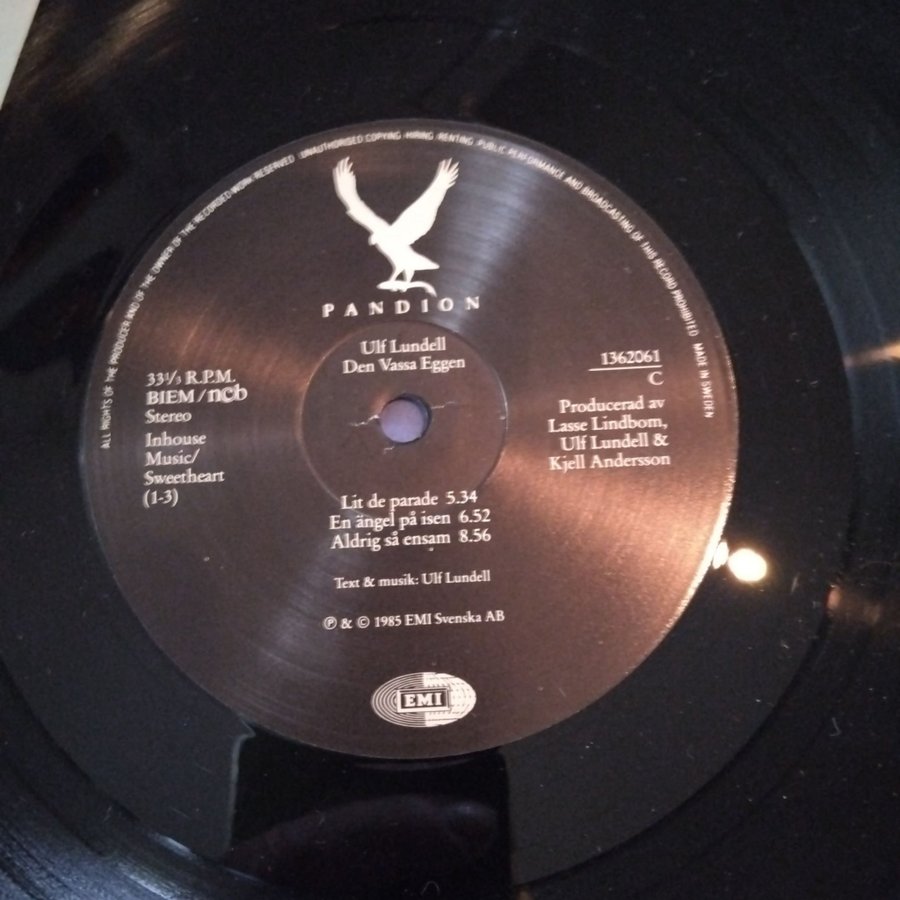 ALL RIGHTS OF THE PRODUCER AND OF THE OWNER OF THE RECORDED WORK RESERVED · UNAUTHORISED COPYING · HIRING · RENTING · PUBLIC PERFORMANCE AND BROADCASTING OF THIS RECORD PROHIBITED MADE IN SWEDEN
PANDION
Ulf Lundell
Den Vassa Eggen
33⅓ R.P.M.
BIEM/ncb
Stereo
Inhouse
Music/
Sweetheart
(1-3)
1362061
C
Producerad av
Lasse Lindbom,
Ulf Lundell &
Kjell Andersson
Lit de parade 5.34
En ängel på isen 6.52
Aldrig så ensam 8.56
Text & musik: Ulf Lundell
℗ & © 1985 EMI Svenska AB
EMI